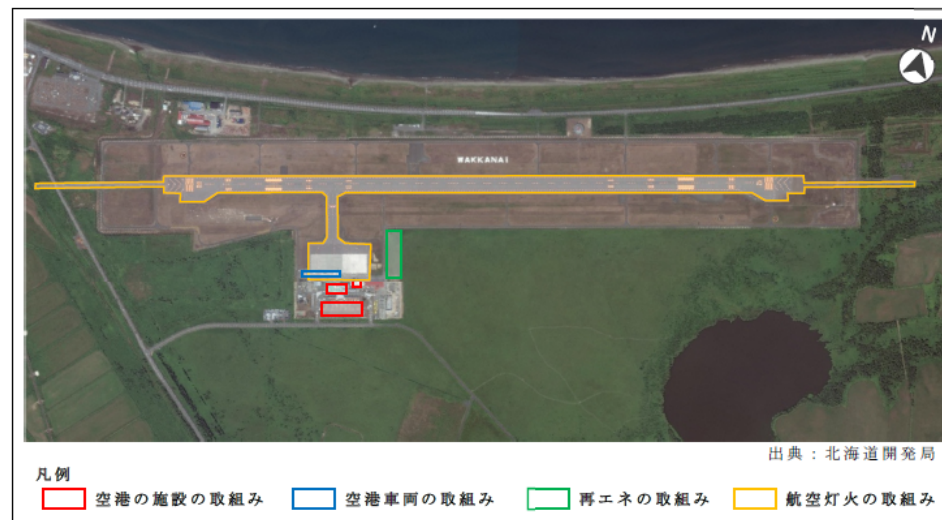 N
WAKKANAI
出典：北海道開発局
凡例
空港の施設の取組み
空港車両の取組み
再エネの取組み
航空灯火の取組み